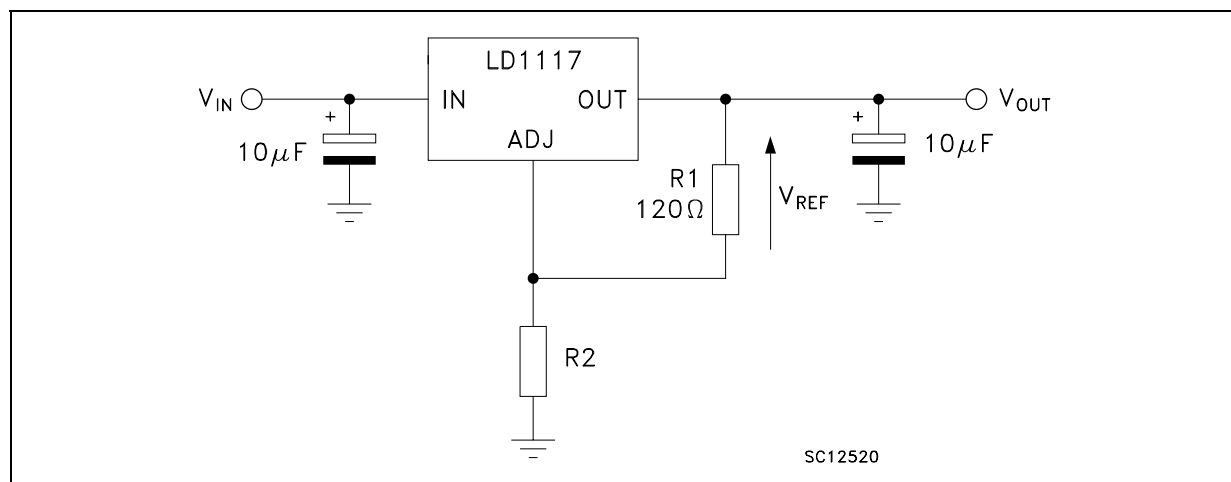 LD1117
V_IN
IN
OUT
V_OUT
+
+
10μF
ADJ
10μF
R1
120Ω
V_REF
R2
SC12520